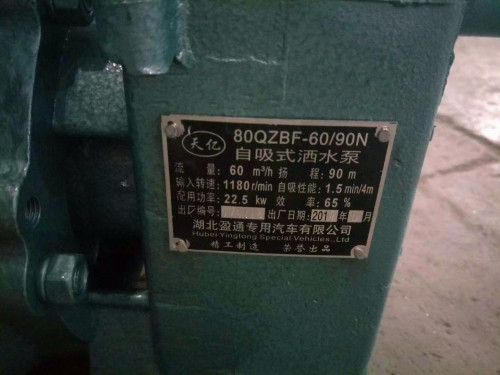 天亿 80QZBF-60/90N
自吸式洒水泵
流 量: 60 m³/h 扬 程: 90 m
输入转速: 1180r/min 自吸性能: 1.5min/4m
配用功率: 22.5 kw 效 率: 65 %
出厂编号: 出厂日期: 201 年 月
湖北盈通专用汽车有限公司
Hubei Yingtong Special Vehicles.,Ltd
精工制造 荣誉出品